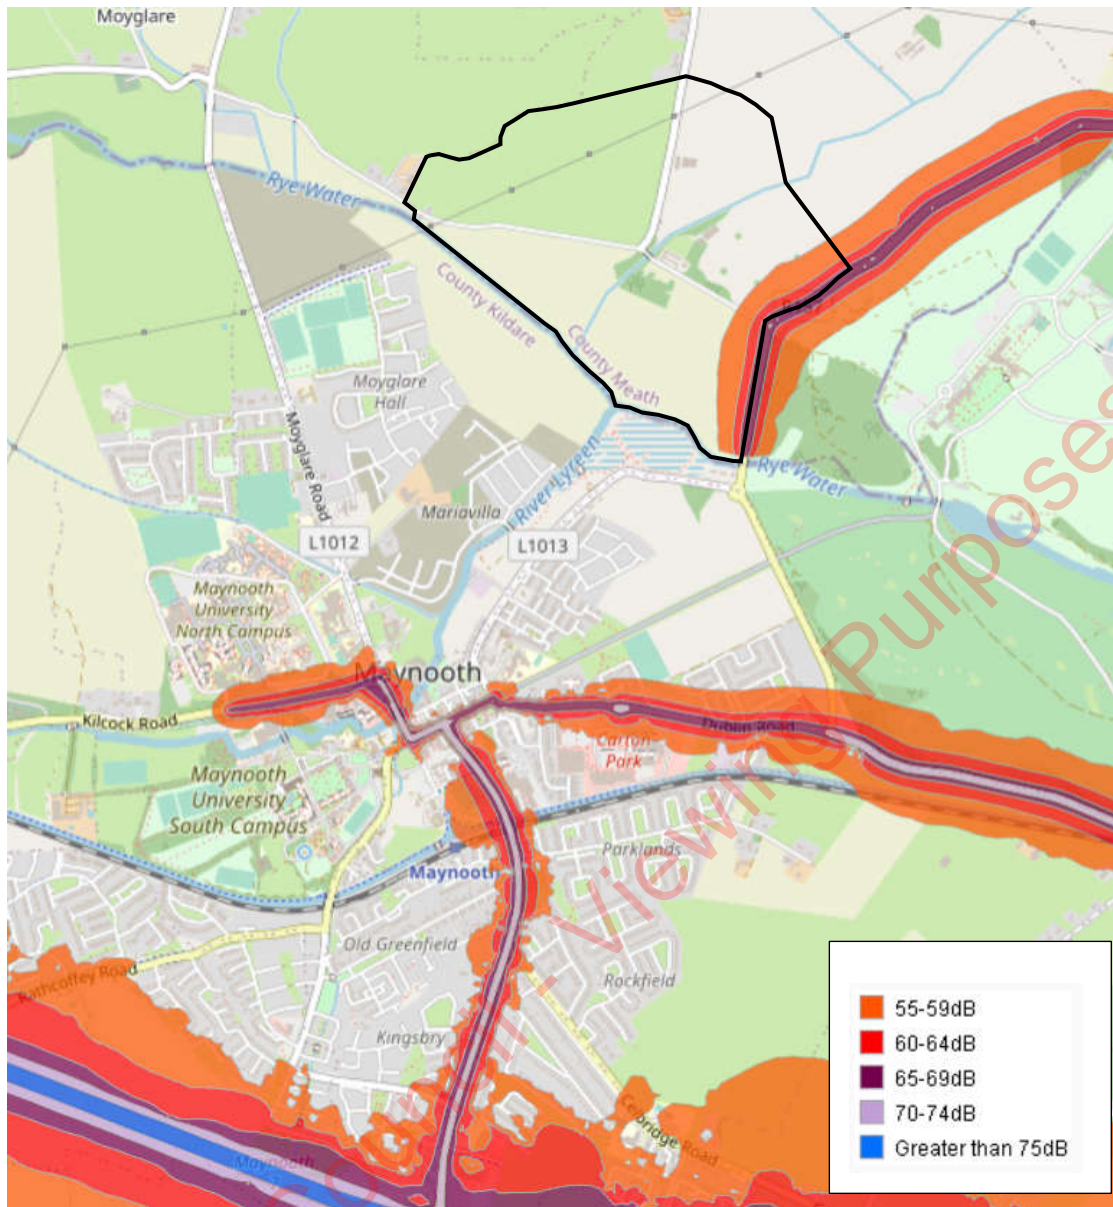 Moyglare
Rye Water
County Kildare
County Meath
Moyglare
Hall
Moyglare Road
River Lyreen
Rye Water
Mariavilla
L1012
L1013
Maynooth
University
North Campus
Maynooth
Kilcock Road
Dublin Road
Carton
Park
Maynooth
University
South Campus
Parklands
Maynooth
Old Greenfield
Rathcoffey Road
Rockfield
Kingsbry
Celbridge Road
Maynooth
55-59dB
60-64dB
65-69dB
70-74dB
Greater than 75dB
Viewing Purposes